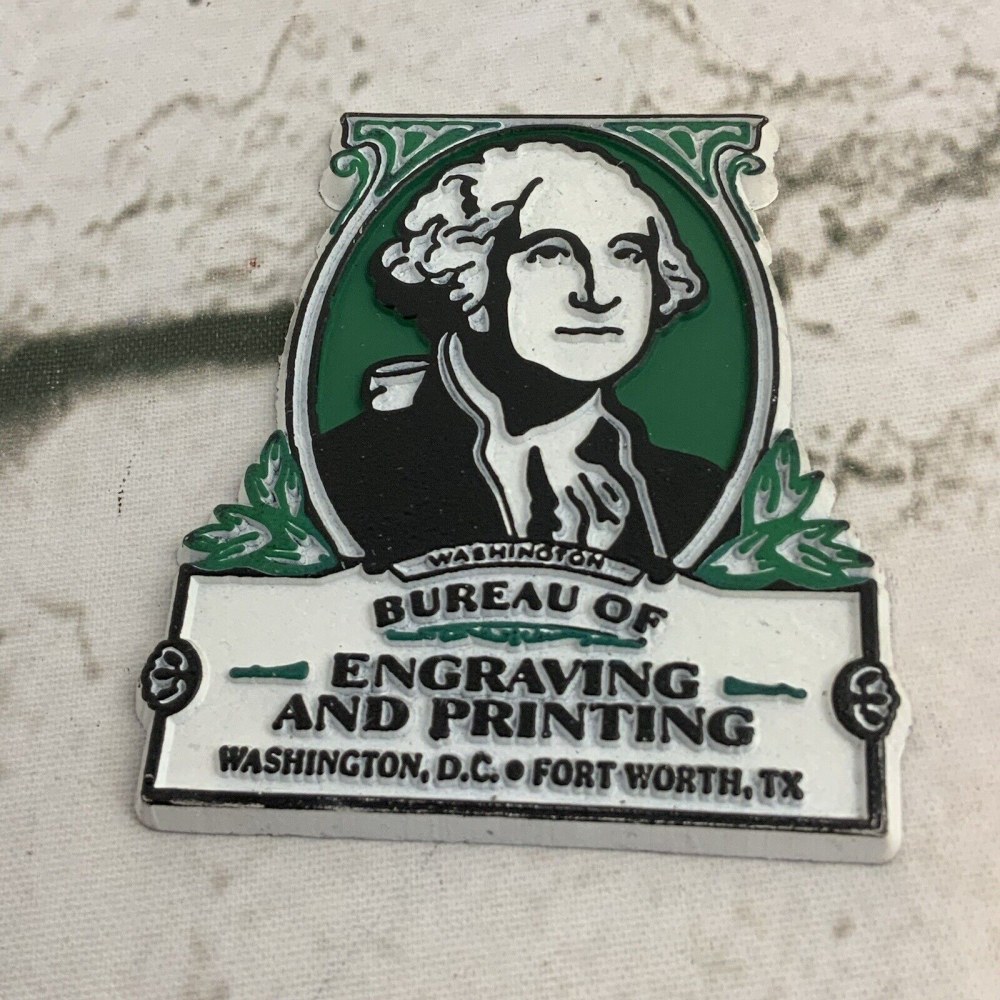 WASHINGTON
BUREAU OF
ENGRAVING
AND PRINTING
WASHINGTON, D.C. • FORT WORTH, TX